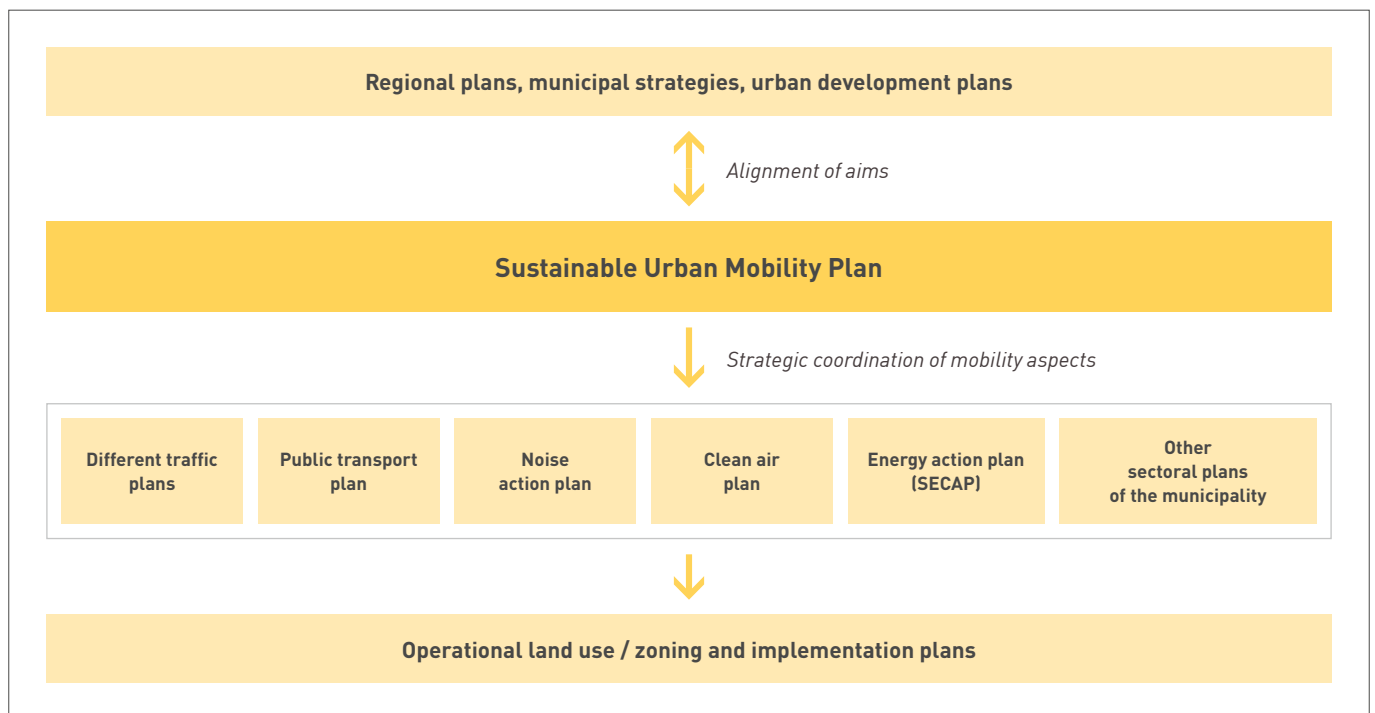 Regional plans, municipal strategies, urban development plans
Alignment of aims
Sustainable Urban Mobility Plan
Strategic coordination of mobility aspects
Different traffic
plans
Public transport
plan
Noise
action plan
Clean air
plan
Energy action plan
(SECAP)
Other
sectoral plans
of the municipality
Operational land use / zoning and implementation plans